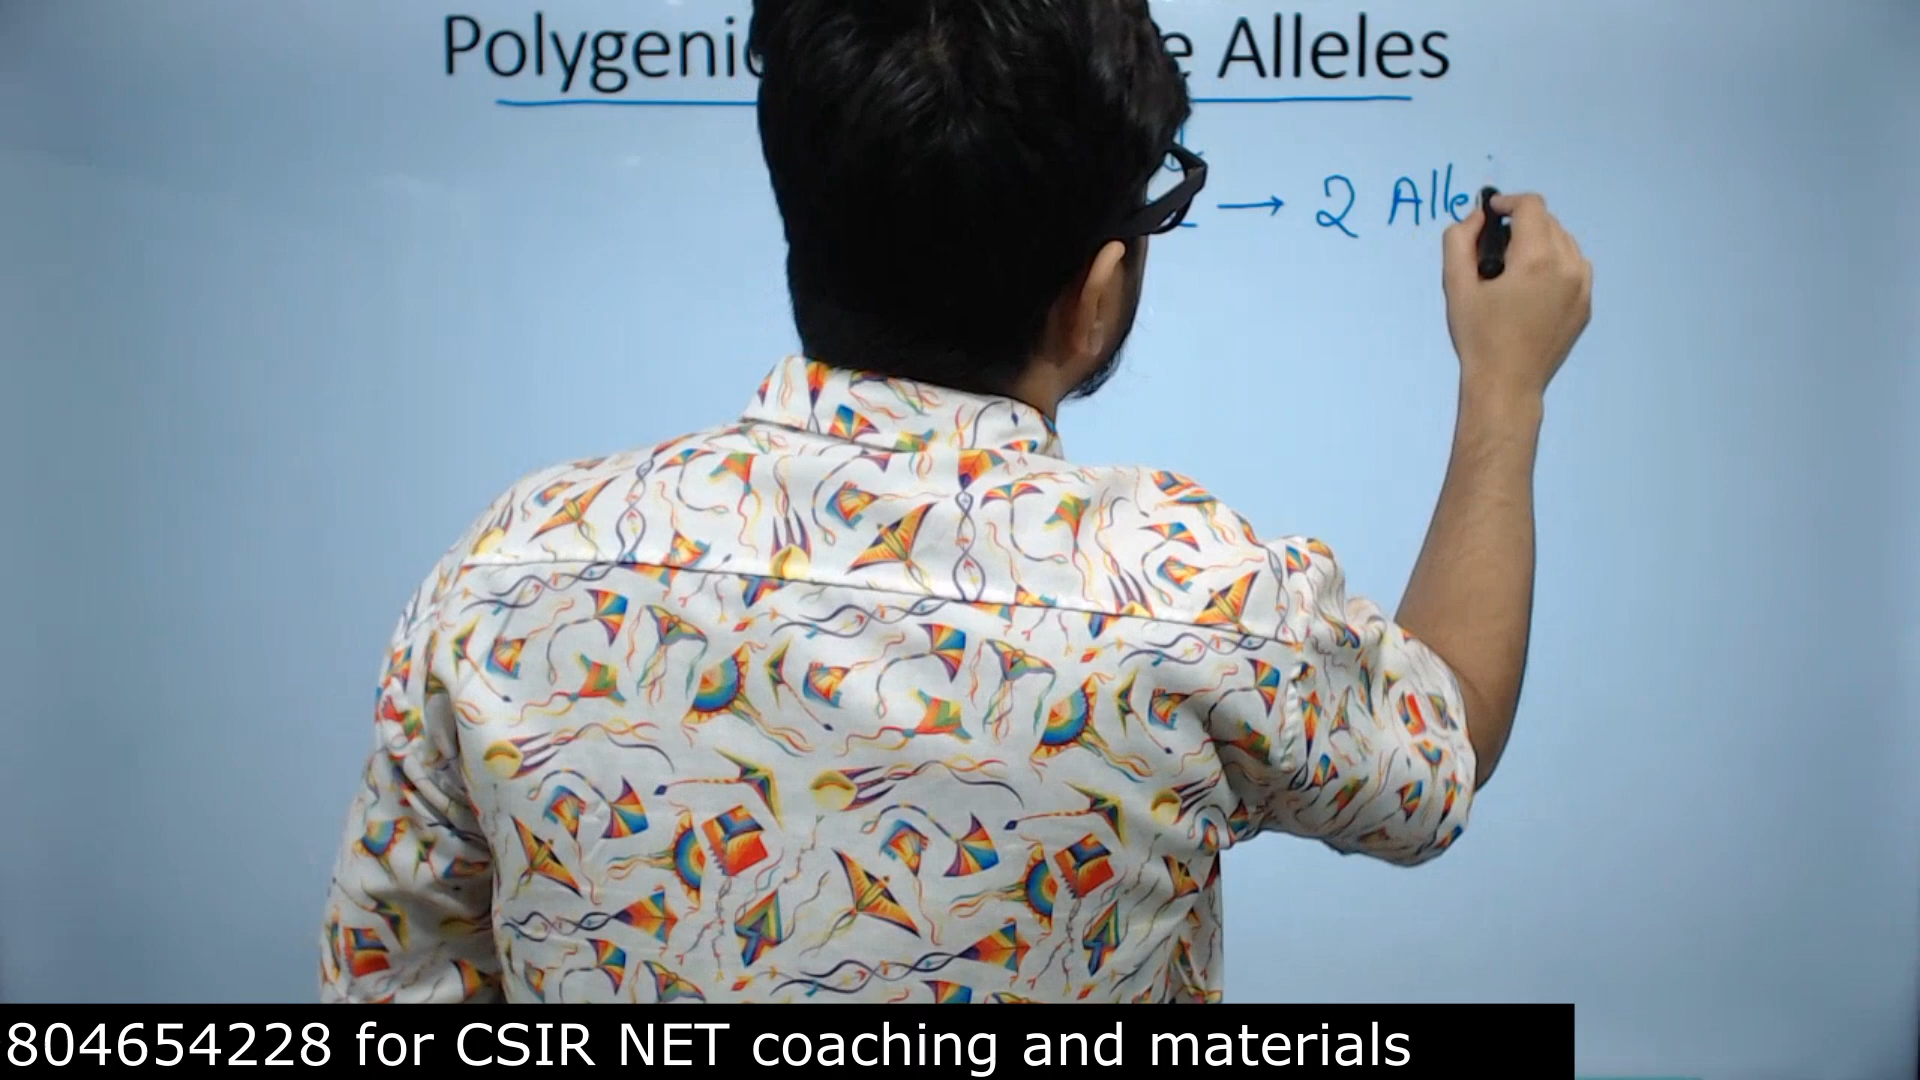 Polygenic e Alleles
→ 2 Alle
804654228 for CSIR NET coaching and materials